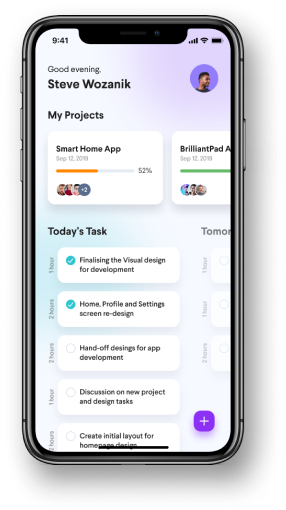 9:41
Good evening,
Steve Wozanik
My Projects
Smart Home App
Sep 12, 2019
52%
+2
BrilliantPad A
Sep 12, 2019
Today's Task
Tomor
1 hour
Finalising the Visual design
for development
1 hour
2 hours
Home, Profile and Settings
screen re-design
1 hour
2 hours
Hand-off desings for app
development
2 hours
1 hour
Discussion on new project
and design tasks
2 hours
Create initial layout for
homepage design